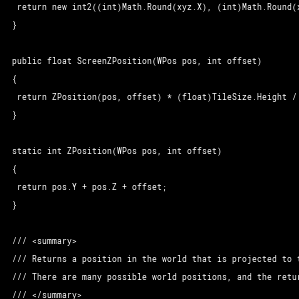 return new int2((int)Math.Round(xyz.X), (int)Math.Round(
}
public float ScreenZPosition(WPos pos, int offset)
{
return ZPosition(pos, offset) * (float)TileSize.Height /
}
static int ZPosition(WPos pos, int offset)
{
return pos.Y + pos.Z + offset;
}
/// <summary>
/// Returns a position in the world that is projected to
/// There are many possible world positions, and the retur
/// </summary>